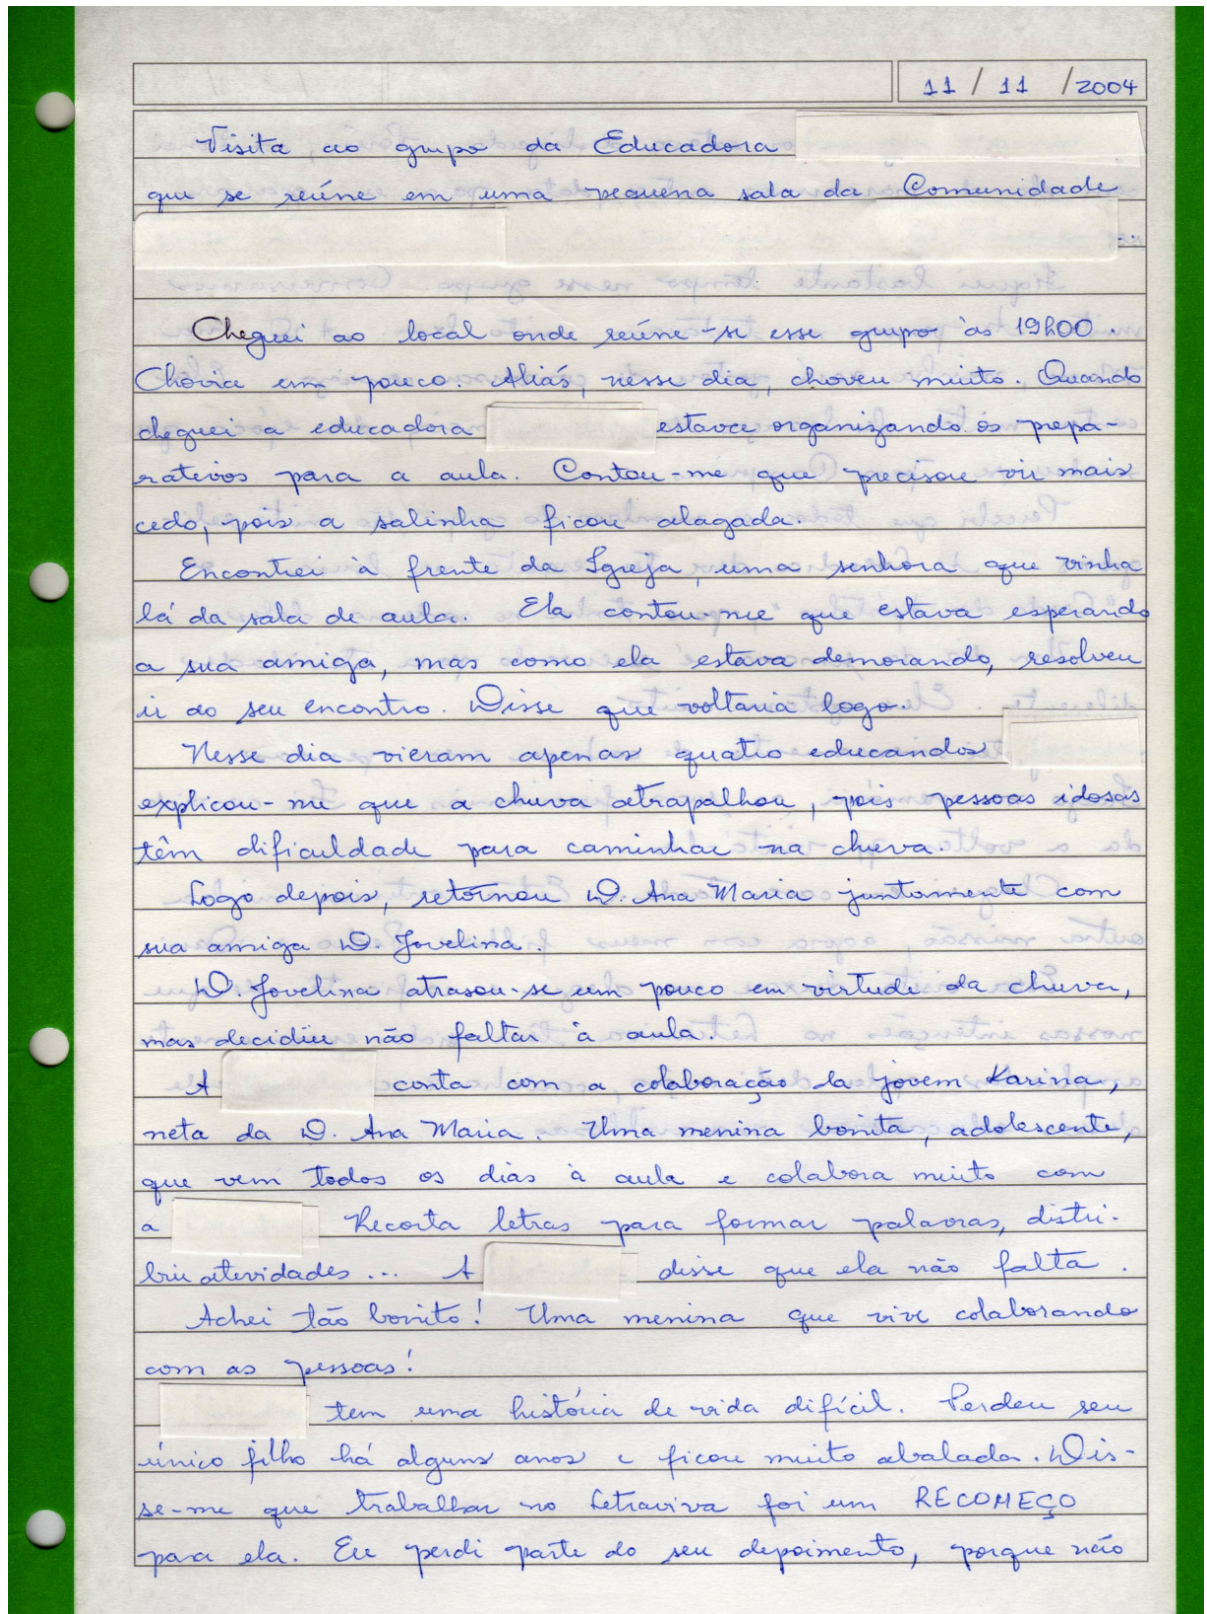 11 / 11 / 2004
Visita ao grupo da Educadora
que se reúne em uma pequena sala da Comunidade
Cheguei ao local onde reúne-se esse grupo às 19h00.
Chovia um pouco. Aliás, nesse dia, choveu muito. Quando
cheguei a educadora estava organizando os prepa-
rativos para a aula. Contou-me que precisou vir mais
cedo, pois a salinha ficou alagada.
Encontrei à frente da Igreja, uma senhora que vinha
lá da sala de aula. Ela contou-me que estava esperando
a sua amiga, mas como ela estava demorando, resolveu
ir ao seu encontro. Disse que voltaria logo.
Nesse dia vieram apenas quatro educandos
explicou-me que a chuva atrapalhou, pois pessoas idosas
têm dificuldade para caminhar na chuva.
Logo depois, retornou D. Ana Maria juntamente com
sua amiga D. Jovelina.
D. Jovelina atrasou-se um pouco em virtude da chuva,
mas decidiu não faltar à aula.
A conta com a colaboração da jovem Karina,
neta da D. Ana Maria. Uma menina bonita, adolescente,
que vem todos os dias à aula e colabora muito com
a Recorta letras para formar palavras, distri-
bui atividades... A disse que ela não falta.
Achei tão bonito! Uma menina que vive colaborando
com as pessoas!
tem uma história de vida difícil. Perdeu seu
único filho há alguns anos e ficou muito abalada. Dis-
se-me que trabalhar no Letraviva foi um RECOMEÇO
para ela. Eu perdi parte do seu depoimento, porque não